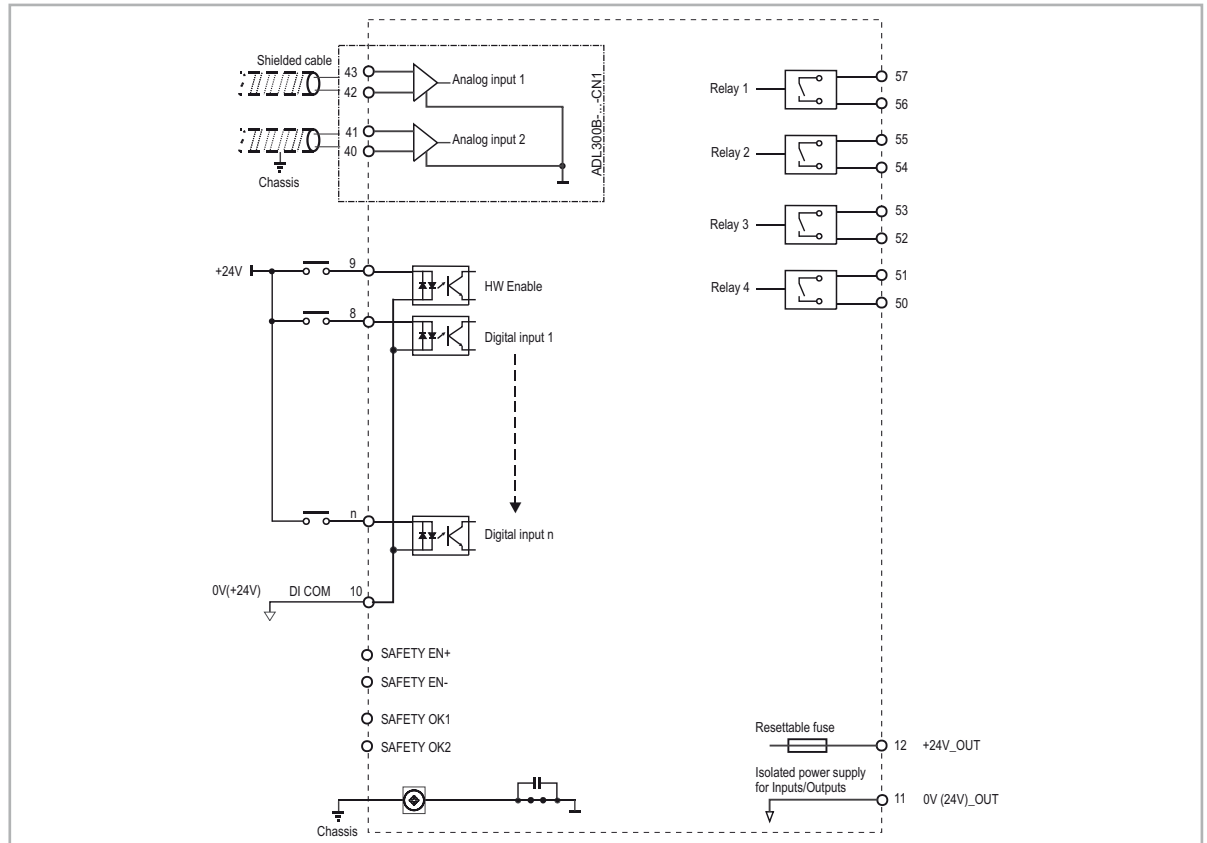 Shielded cable
43
Analog input 1
42
41
Analog input 2
40
Chassis
ADL300B-...-CN1
Relay 1
57
56
Relay 2
55
54
Relay 3
53
52
Relay 4
51
50
+24V
9
HW Enable
8
Digital input 1
n
Digital input n
0V(+24V)
DI COM
10
SAFETY EN+
SAFETY EN-
SAFETY OK1
SAFETY OK2
Chassis
Resettable fuse
12
+24V_OUT
Isolated power supply
for Inputs/Outputs
11
0V (24V)_OUT